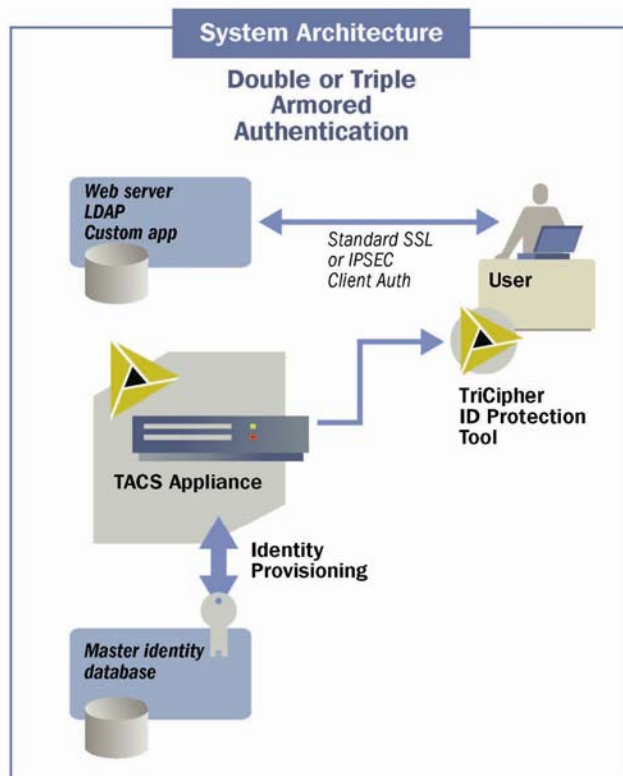 System Architecture
Double or Triple
Armored
Authentication
Web server
LDAP
Custom app
Standard SSL
or IPSEC
Client Auth
User
TriCipher
ID Protection
Tool
TACS Appliance
Identity
Provisioning
Master identity
database